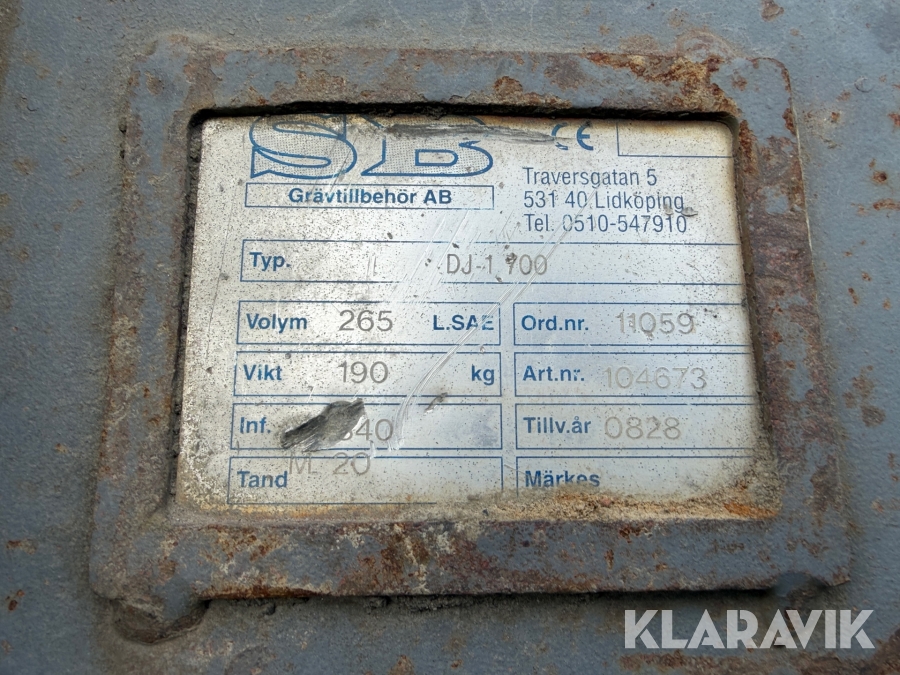 SB
CE
Grävtillbehör AB
Traversgatan 5
531 40 Lidköping
Tel. 0510-547910
Typ. DJ-1 700
Volym 265 L.SAE
Ord.nr. 11059
Vikt 190 kg
Art.nr. 104673
Inf.
Tillv.år 0828
Tand M 20
Märkes
KLARAVIK